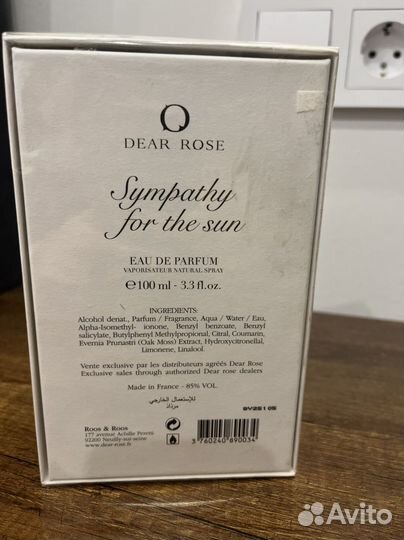 DEAR ROSE
Sympathy
for the sun
EAU DE PARFUM
VAPORISATEUR NATURAL SPRAY
℮100 ml - 3.3 fl.oz.
INGREDIENTS:
Alcohol denat., Parfum / Fragrance, Aqua / Water / Eau,
Alpha-Isomethyl- ionone, Benzyl benzoate, Benzyl
salicylate, Butylphenyl Methylpropional, Citral, Coumarin,
Evernia Prunastri (Oak Moss) Extract, Hydroxycitronellal,
Limonene, Linalool.
Vente exclusive par les distributeurs agréés Dear Rose
Exclusive sales through authorized Dear rose dealers
Made in France - 85% VOL.
للإستعمال الخارجي
مرذاذ
Roos & Roos
177 avenue Achille Peretti
92200 Neuilly-sur-seine
www.dear-rose.fr
3 760240 890034
Avito